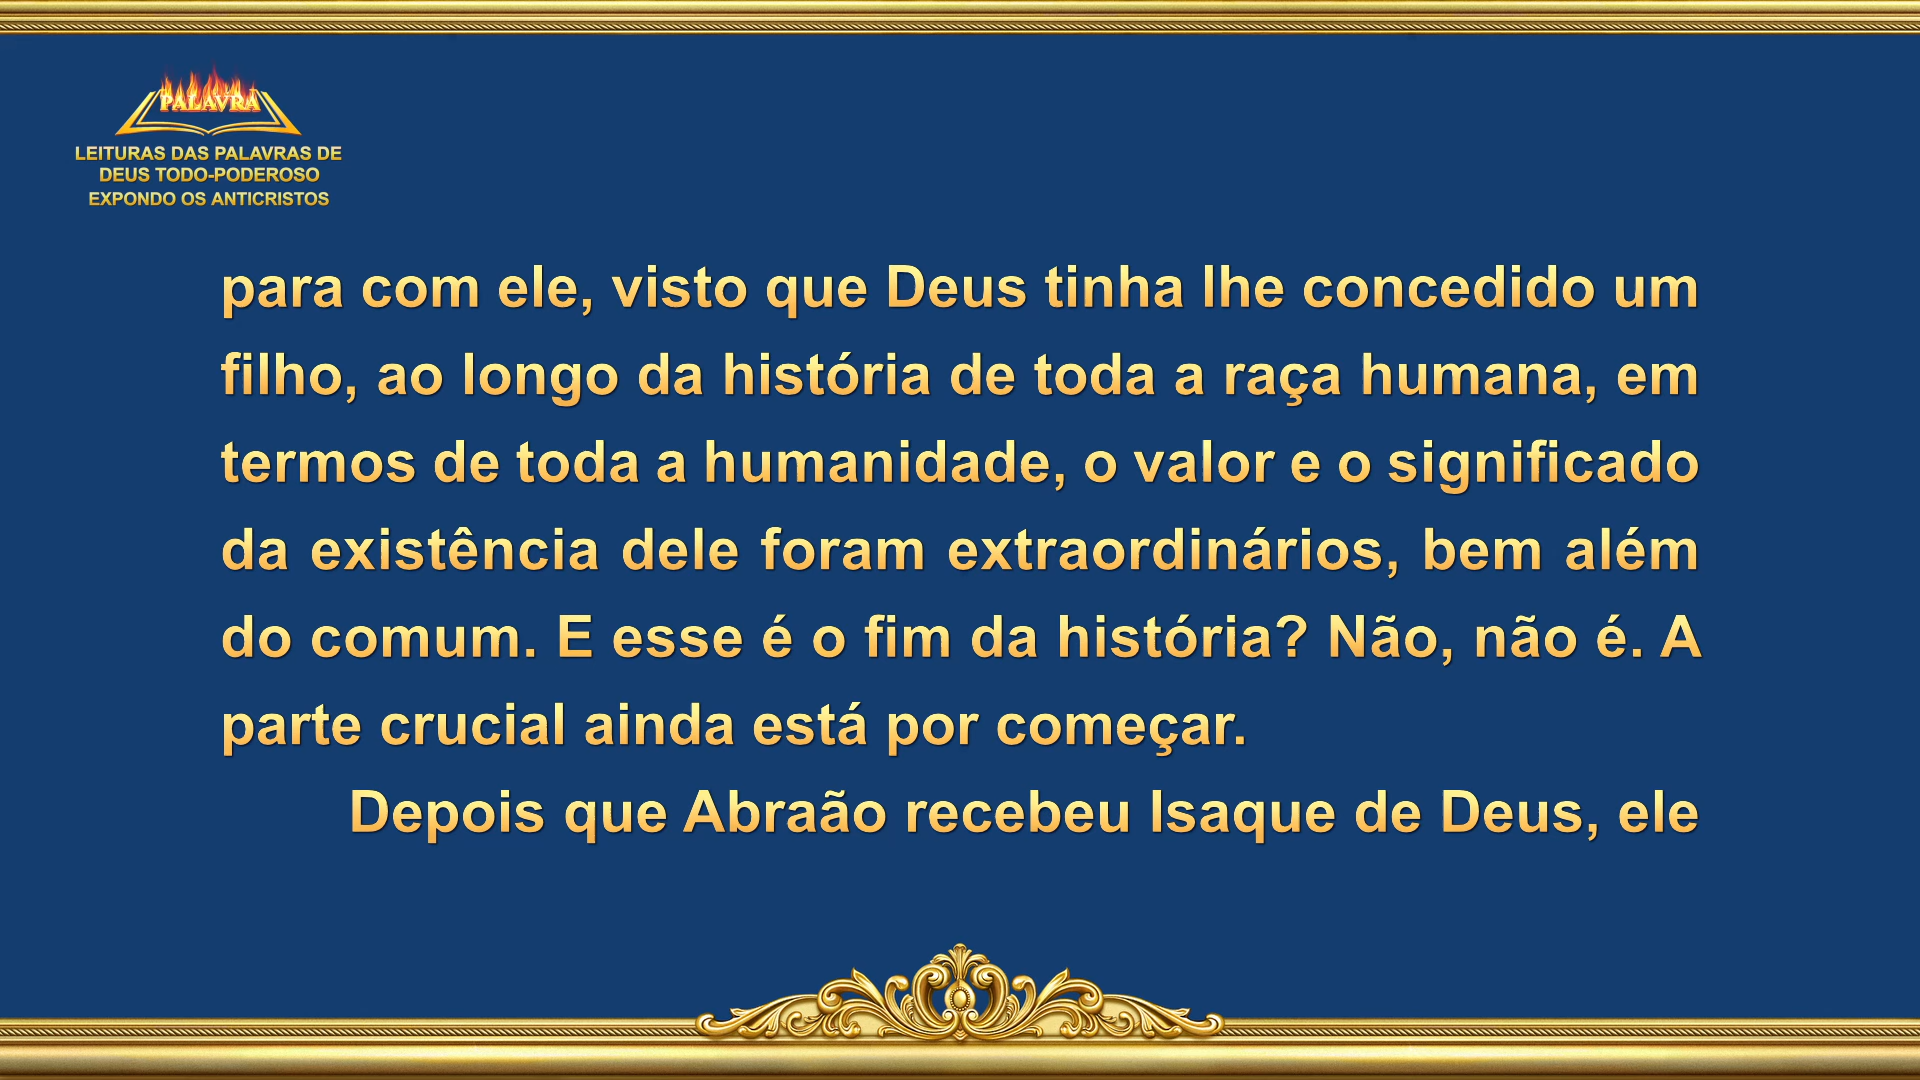 PALAVRA
LEITURAS DAS PALAVRAS DE
DEUS TODO-PODEROSO
EXPONDO OS ANTICRISTOS
para com ele, visto que Deus tinha lhe concedido um
filho, ao longo da história de toda a raça humana, em
termos de toda a humanidade, o valor e o significado
da existência dele foram extraordinários, bem além
do comum. E esse é o fim da história? Não, não é. A
parte crucial ainda está por começar.
Depois que Abraão recebeu Isaque de Deus, ele